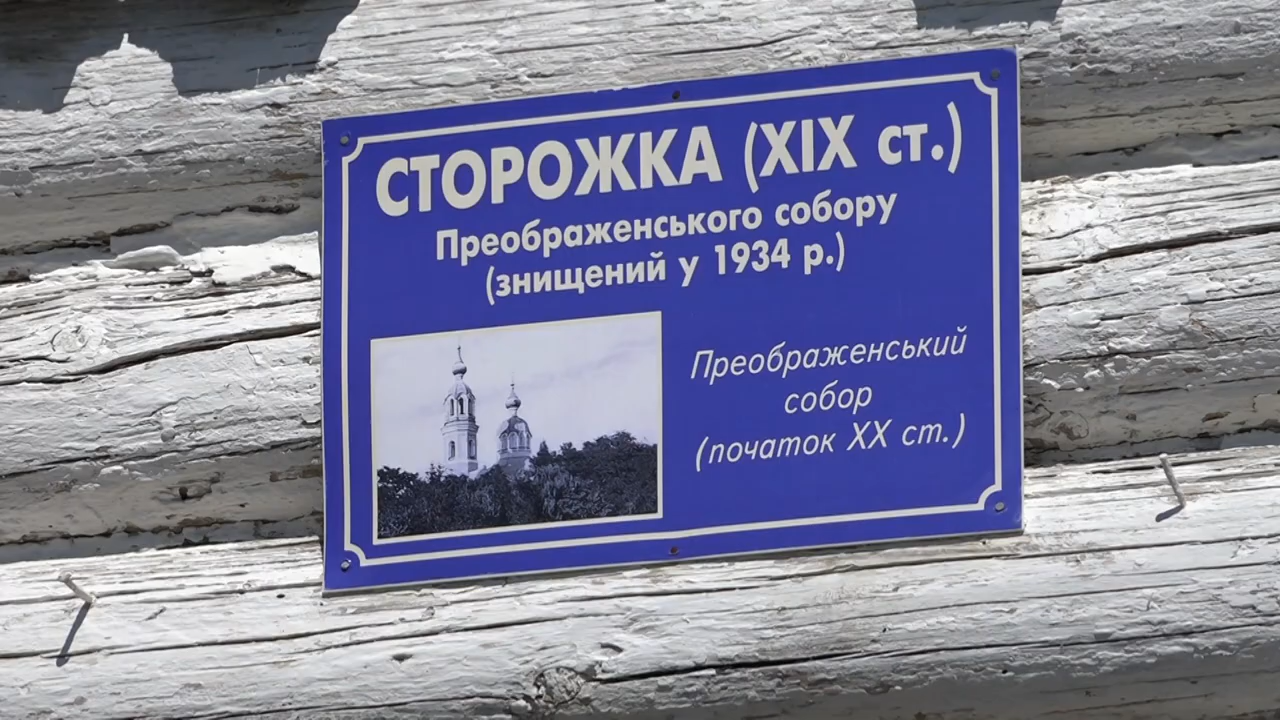 СТОРОЖКА (XIX ст.)
Преображенського собору
(знищений у 1934 р.)
Преображенський
собор
(початок XX ст.)